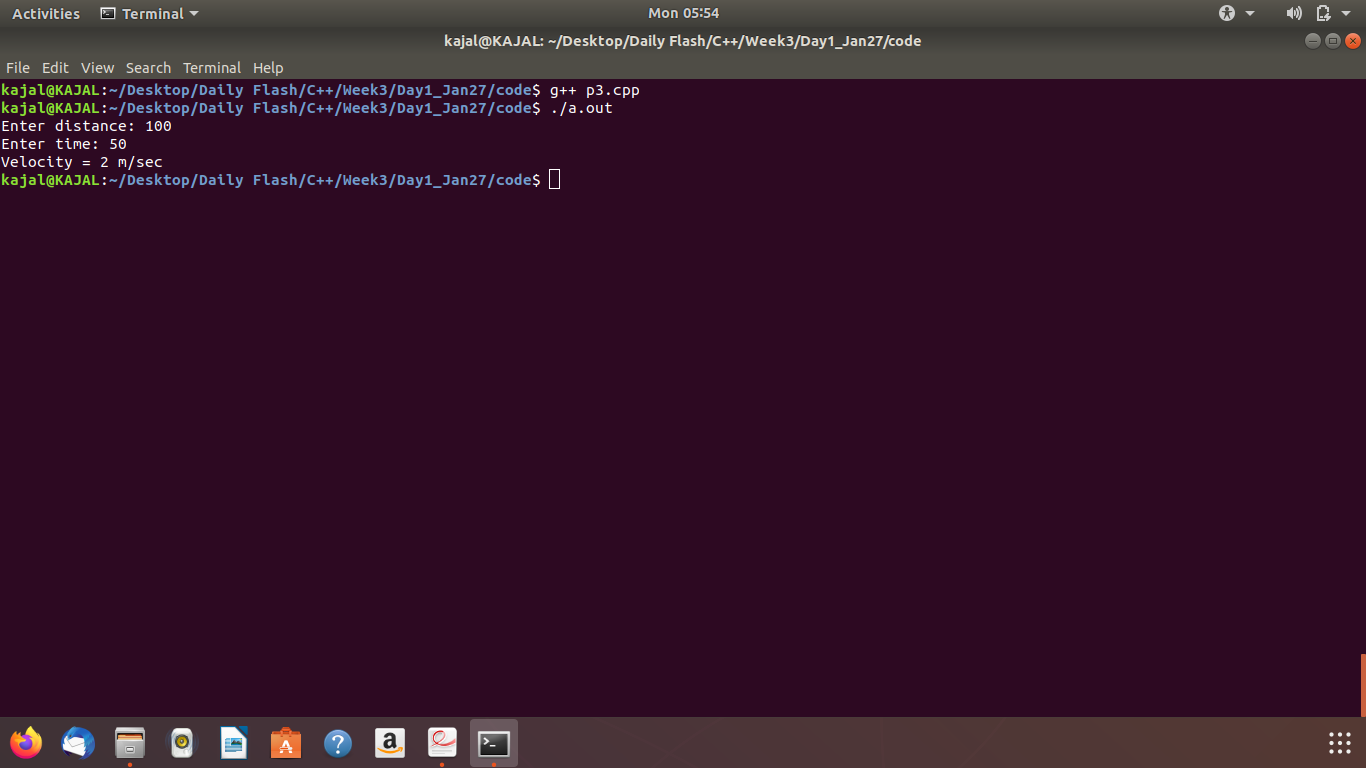 Activities Terminal Mon 05:54
kajal@KAJAL: ~/Desktop/Daily Flash/C++/Week3/Day1_Jan27/code
File Edit View Search Terminal Help
kajal@KAJAL:~/Desktop/Daily Flash/C++/Week3/Day1_Jan27/code$ g++ p3.cpp
kajal@KAJAL:~/Desktop/Daily Flash/C++/Week3/Day1_Jan27/code$ ./a.out
Enter distance: 100
Enter time: 50
Velocity = 2 m/sec
kajal@KAJAL:~/Desktop/Daily Flash/C++/Week3/Day1_Jan27/code$